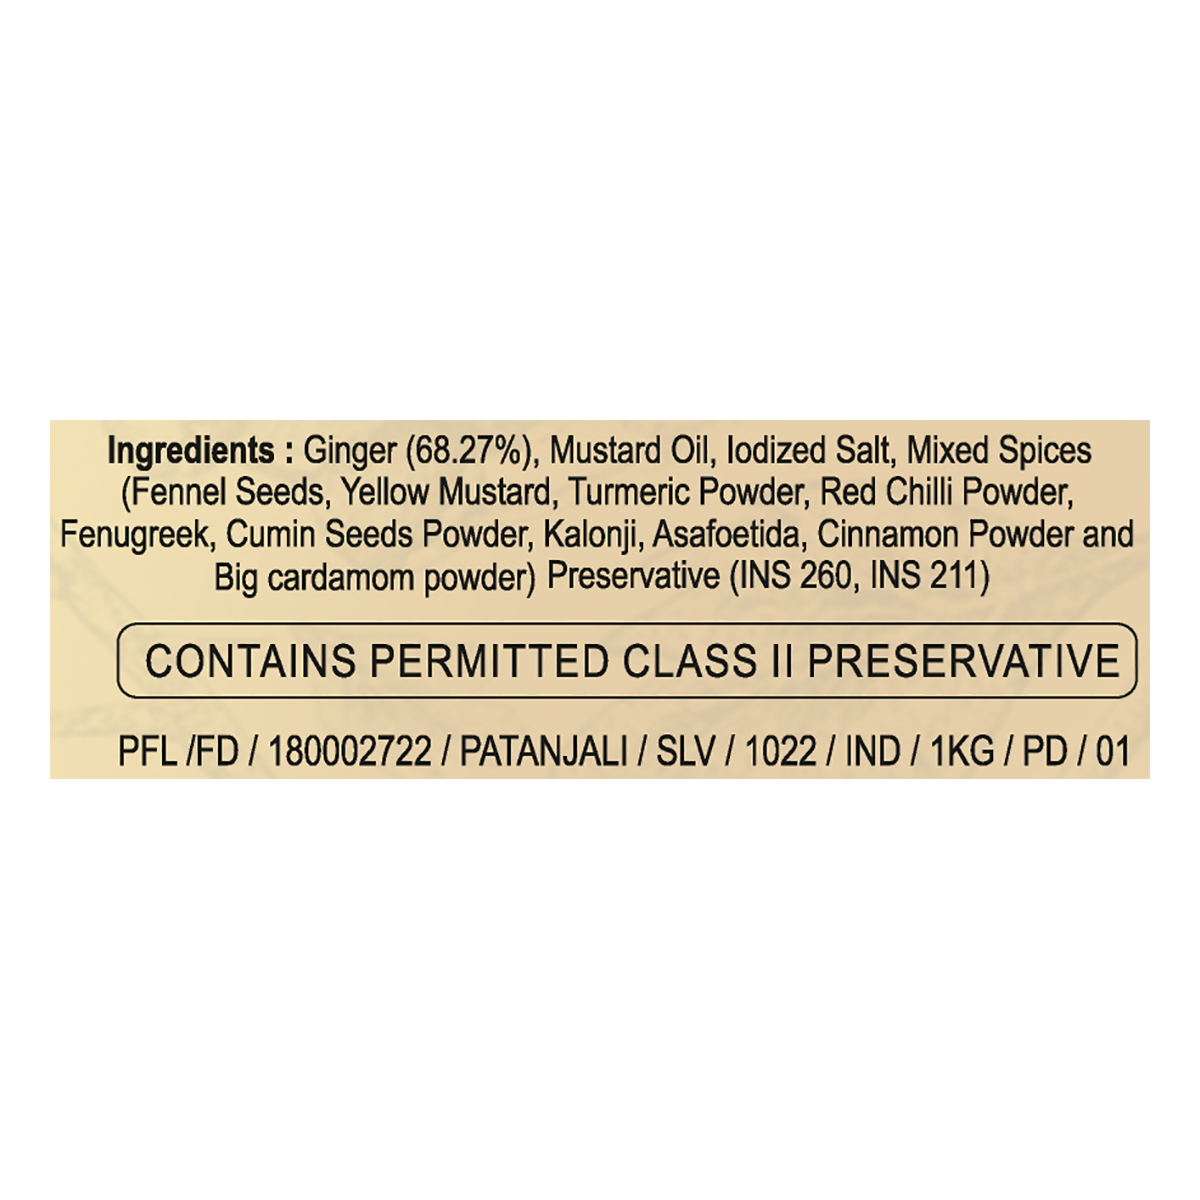 Ingredients : Ginger (68.27%), Mustard Oil, Iodized Salt, Mixed Spices
(Fennel Seeds, Yellow Mustard, Turmeric Powder, Red Chilli Powder,
Fenugreek, Cumin Seeds Powder, Kalonji, Asafoetida, Cinnamon Powder and
Big cardamom powder) Preservative (INS 260, INS 211)
CONTAINS PERMITTED CLASS II PRESERVATIVE
PFL /FD / 180002722 / PATANJALI / SLV / 1022 / IND / 1KG / PD / 01